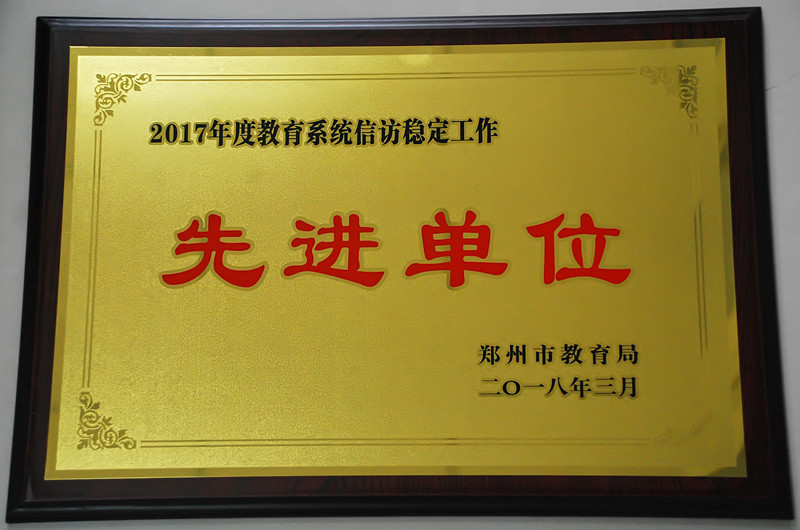 2017年度教育系统信访稳定工作
先进单位
郑州市教育局
二〇一八年三月